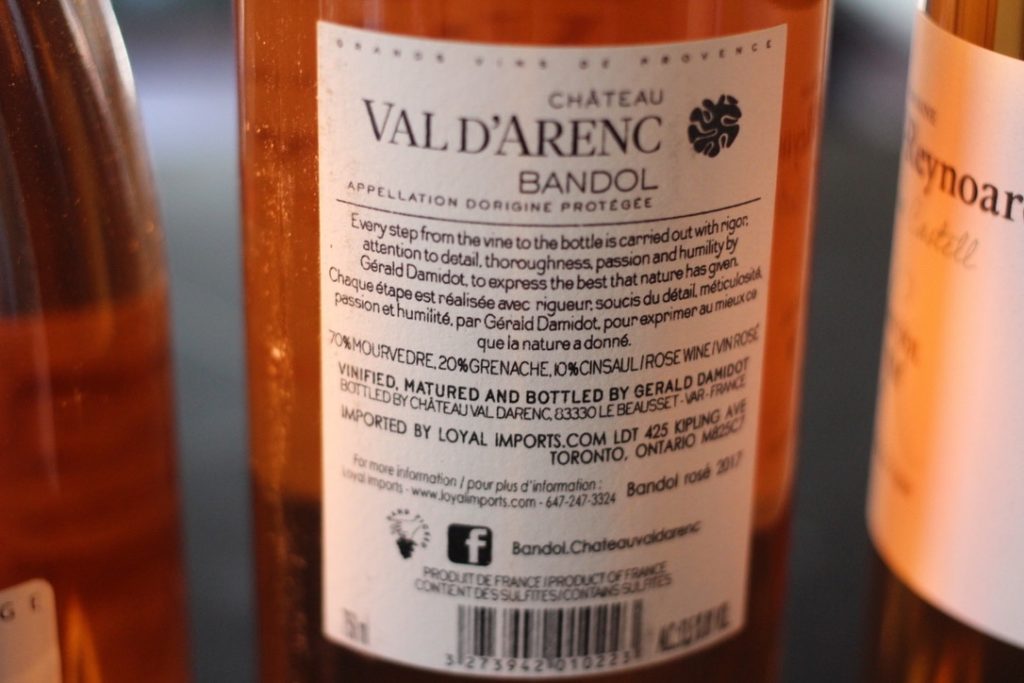 GRANDS VINS DE PROVENCE
CHÂTEAU
VAL D'ARENC
BANDOL
APPELLATION DORIGINE PROTÉGÉE
Every step from the vine to the bottle is carried out with rigor,
attention to detail, thoroughness, passion and humility by
Gérald Damidot, to express the best that nature has given.
Chaque étape est réalisée avec rigueur, soucis du détail, méticulosité,
passion et humilité, par Gérald Damidot, pour exprimer au mieux ce
que la nature a donné.
70%MOURVEDRE, 20%GRENACHE, 10%CINSAUL/ROSE WINE/VIN ROSÉ
VINIFIED, MATURED AND BOTTLED BY GERALD DAMIDOT
BOTTLED BY CHÂTEAU VAL DARENC, 83330 LE BEAUSSET - VAR - FRANCE
IMPORTED BY LOYAL IMPORTS.COM LDT 425 KIPLING AVE
TORONTO, ONTARIO M8Z5C7
For more information / pour plus d'information :
Loyal imports - www.loyalimports.com - 647-247-3324
Bandol rosé 2017
f
Bandol.Chateauvaldarenc
PRODUIT DE FRANCE/PRODUCT OF FRANCE
CONTIENT DES SULFITES/CONTAINS SULFITES
3 273942 010223
Reynoar
Castell